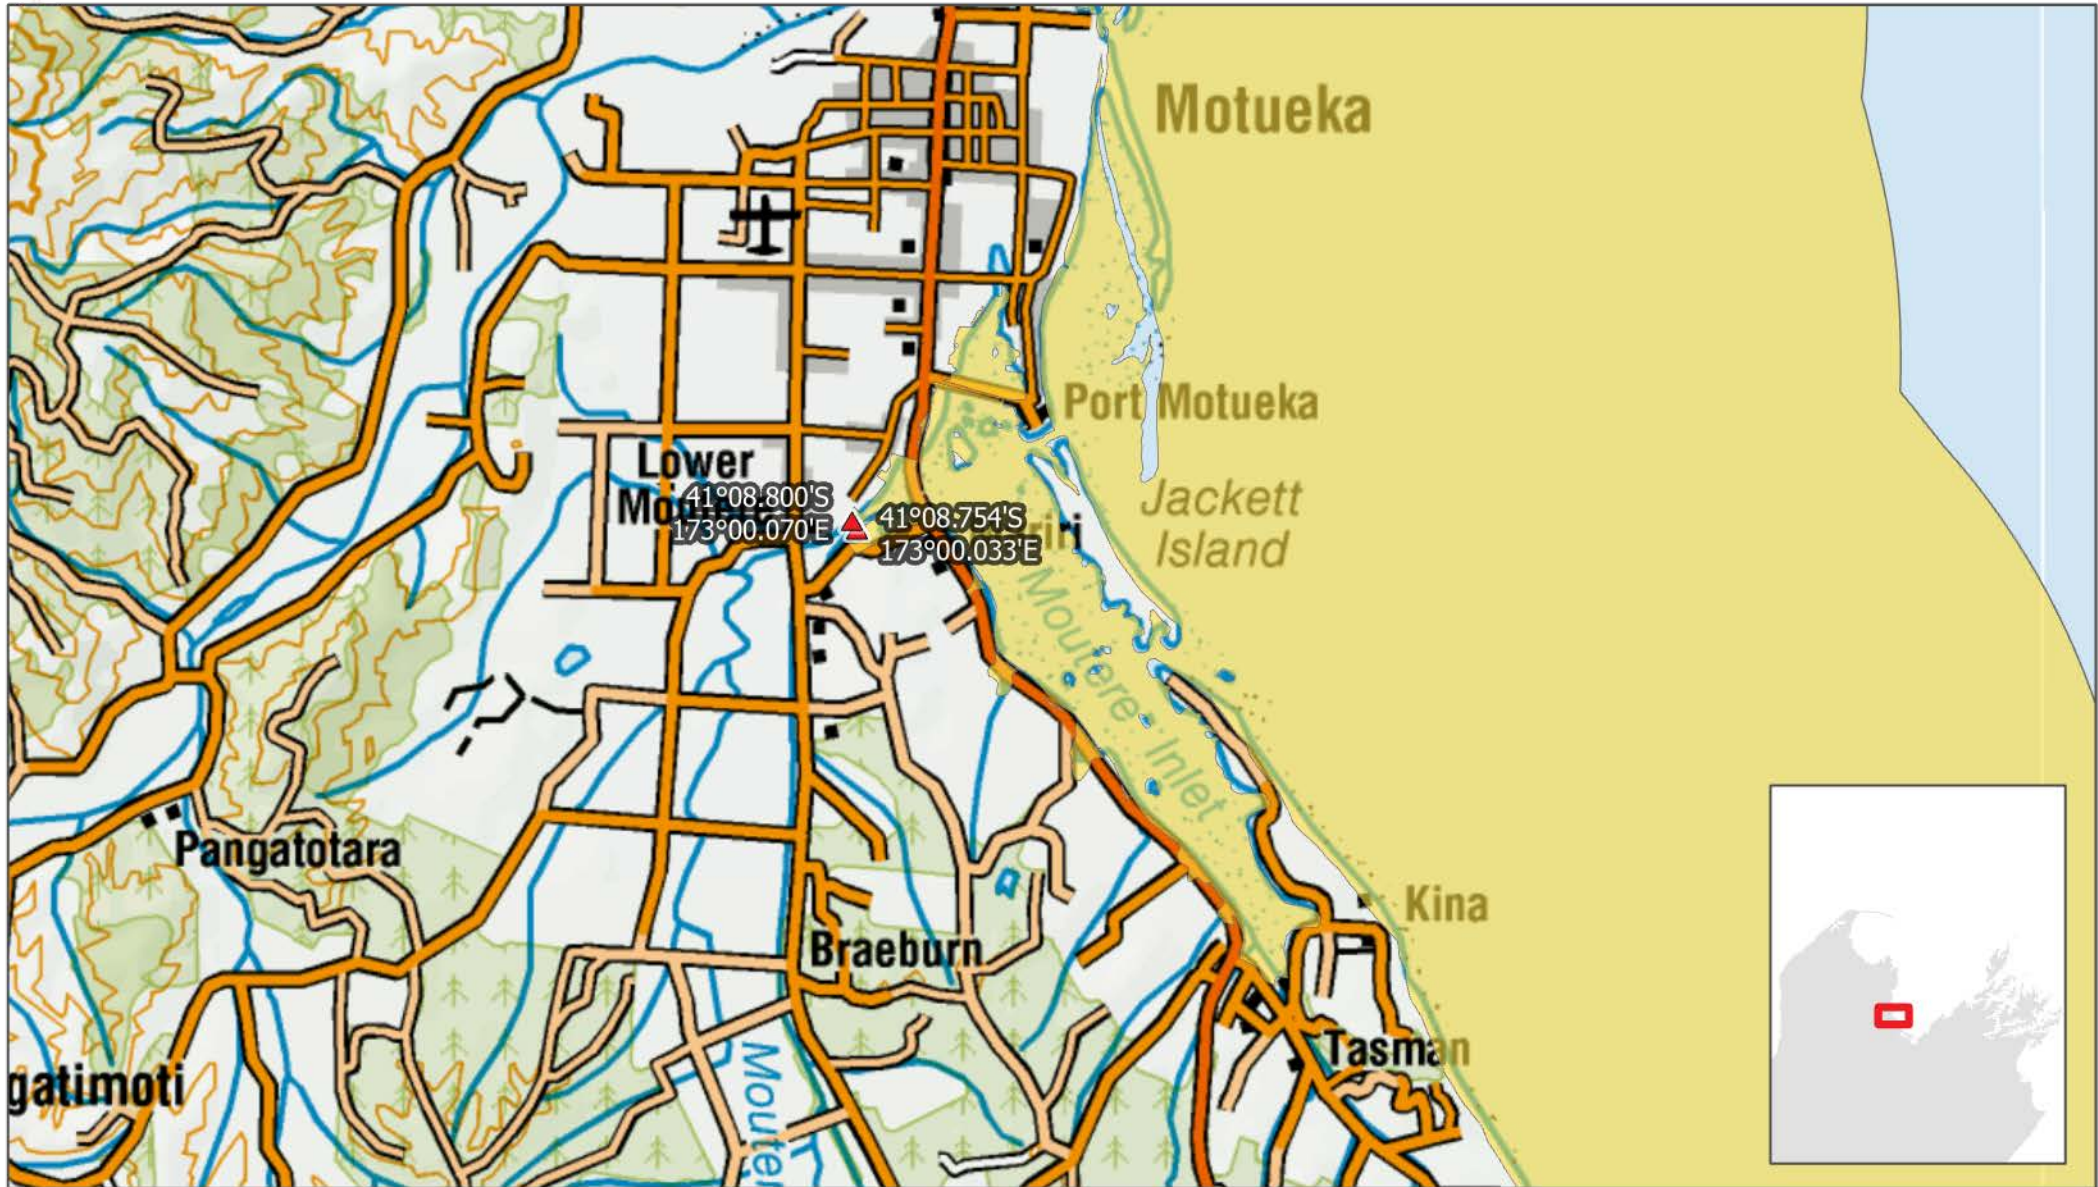 Motueka
Port Motueka
Lower
41°08.800'S
173°00.070'E
41°08.754'S
173°00.033'E
Jackett
Island
Moutere Inlet
Pangatotara
Kina
Braeburn
Tasman
gatimoti